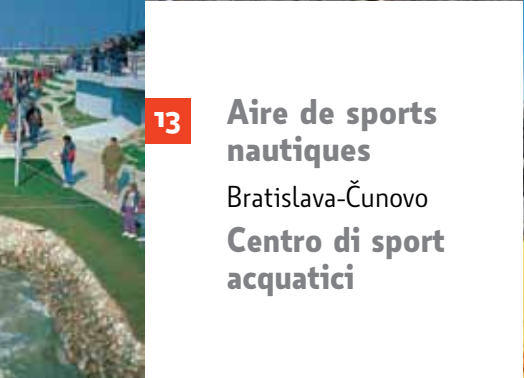 13
Aire de sports
nautiques
Bratislava-Čunovo
Centro di sport
acquatici